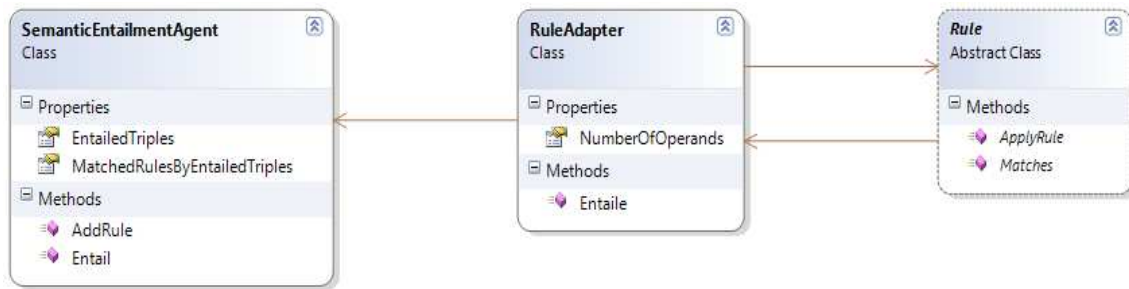 SemanticEntailmentAgent
Class
Properties
EntailedTriples
MatchedRulesByEntailedTriples
Methods
AddRule
Entail
RuleAdapter
Class
Properties
NumberOfOperands
Methods
Entaile
Rule
Abstract Class
Methods
ApplyRule
Matches